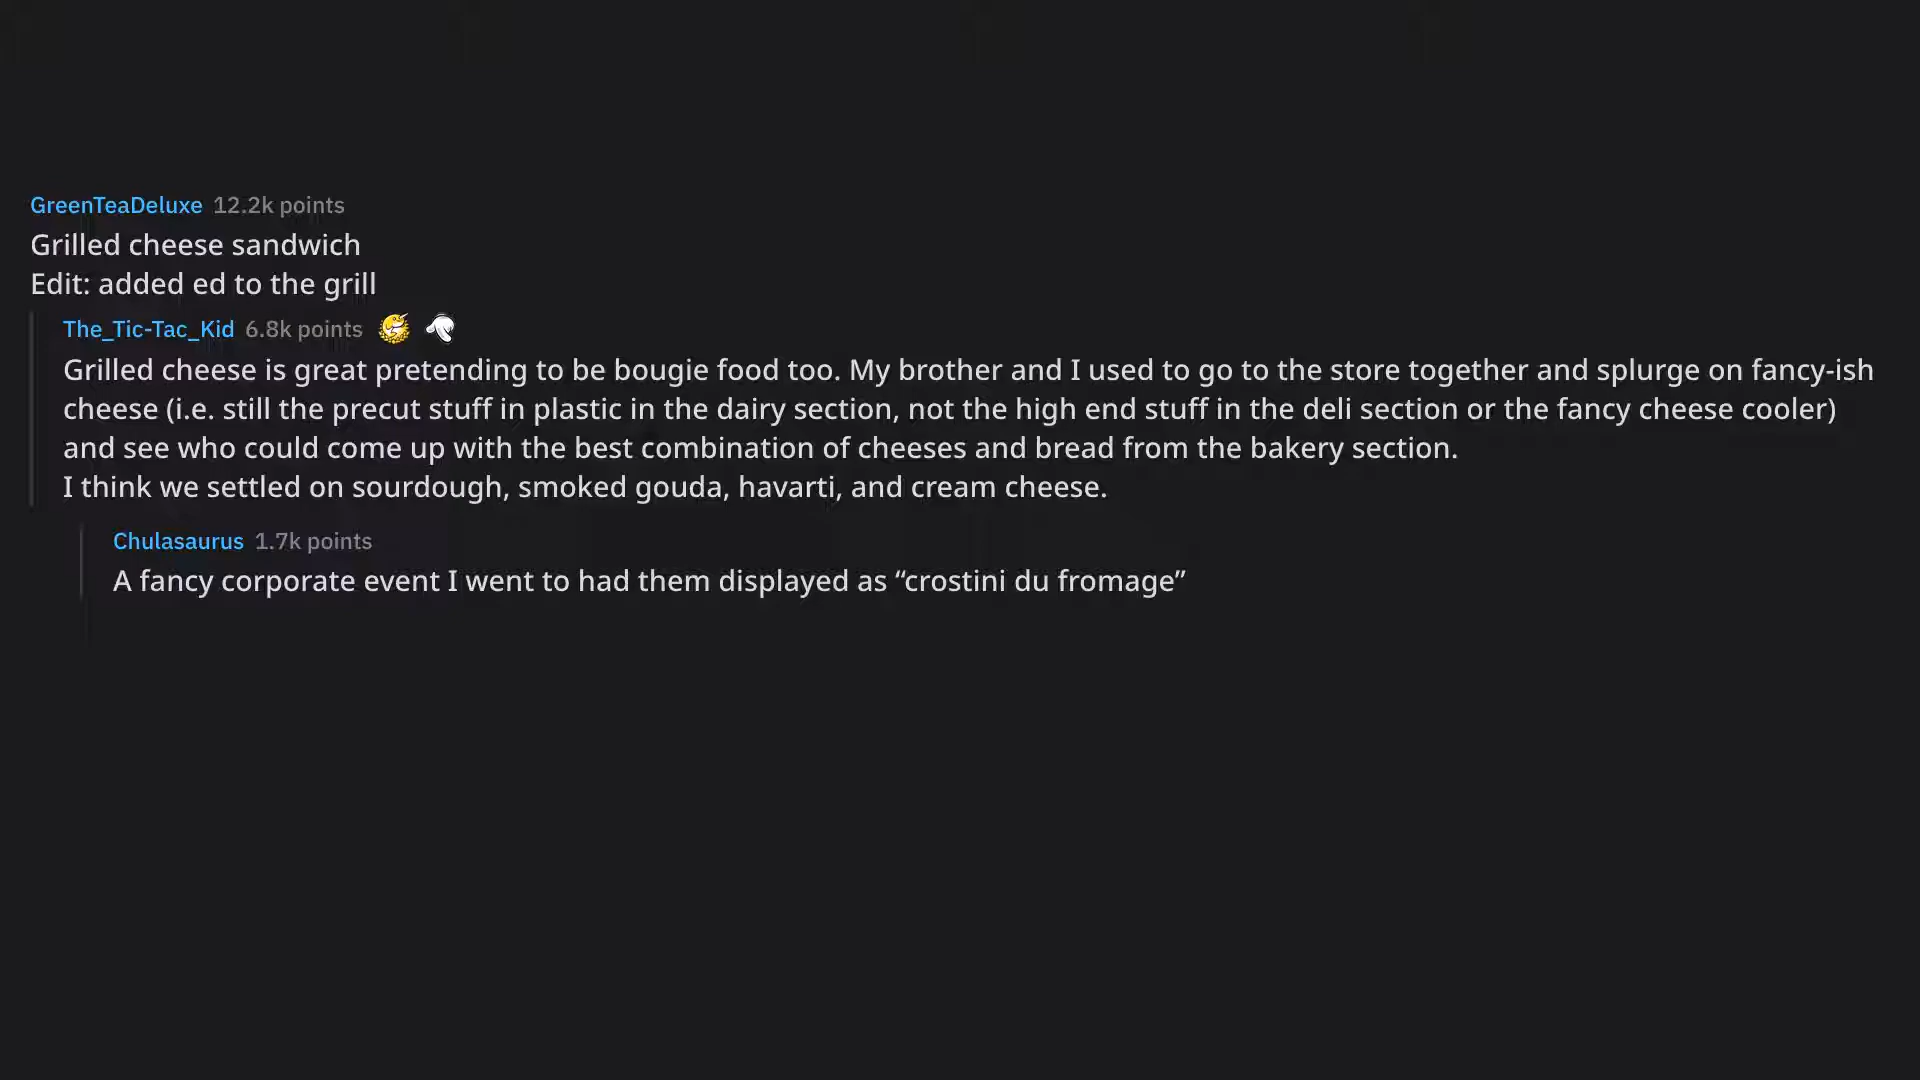 GreenTeaDeluxe 12.2k points
Grilled cheese sandwich
Edit: added ed to the grill
The_Tic-Tac_Kid 6.8k points
Grilled cheese is great pretending to be bougie food too. My brother and I used to go to the store together and splurge on fancy-ish
cheese (i.e. still the precut stuff in plastic in the dairy section, not the high end stuff in the deli section or the fancy cheese cooler)
and see who could come up with the best combination of cheeses and bread from the bakery section.
I think we settled on sourdough, smoked gouda, havarti, and cream cheese.
Chulasaurus 1.7k points
A fancy corporate event I went to had them displayed as “crostini du fromage”